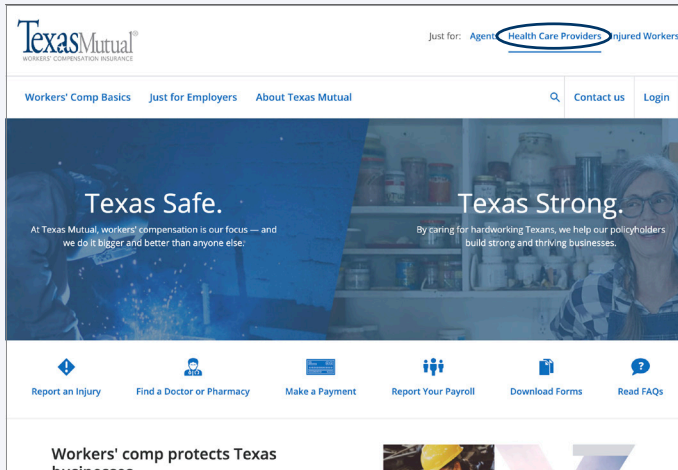 TexasMutual®
WORKERS' COMPENSATION INSURANCE
Just for: Agents Health Care Providers Injured Workers
Workers' Comp Basics Just for Employers About Texas Mutual Contact us Login
Texas Safe.
At Texas Mutual, workers' compensation is our focus — and
we do it bigger and better than anyone else.
Texas Strong.
By caring for hardworking Texans, we help our policyholders
build strong and thriving businesses.
Report an Injury Find a Doctor or Pharmacy Make a Payment Report Your Payroll Download Forms Read FAQs
Workers' comp protects Texas
businesses